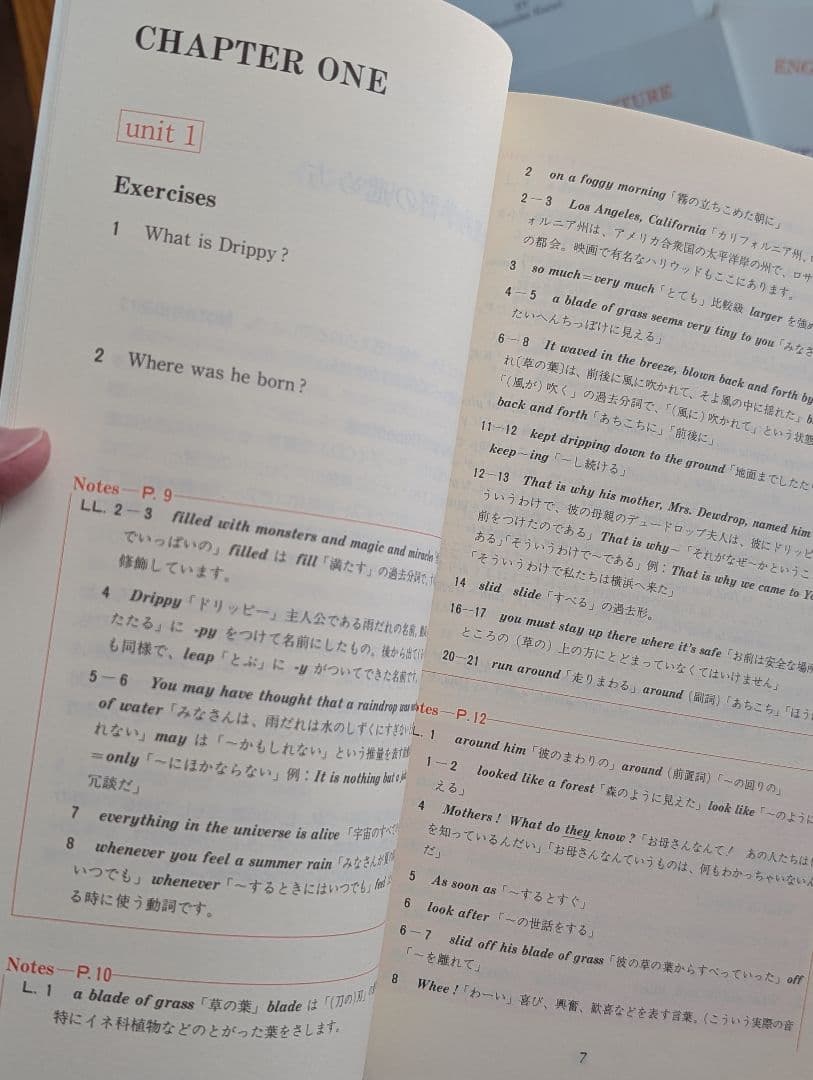 CHAPTER ONE
unit 1
Exercises
1 What is Drippy?
2 Where was he born?
Notes—P. 9
LL. 2－3 filled with monsters and magic and miracles
でいっぱいの」filled は fill「満たす」の過去分詞で、
修飾しています。
4 Drippy「ドリッピー」主人公である雨だれの名前。
たたる」に -py をつけて名前にしたもの。後から出て
も同様で、leap「とぶ」に -y がついてできた名前です。
5－6 You may have thought that a raindrop was
of water「みなさんは、雨だれは水のしずくにすぎない
れない」may は「～かもしれない」という推量を表す
＝only「～にほかならない」例：It is nothing but a
冗談だ」
7 everything in the universe is alive「宇宙のすべて
8 whenever you feel a summer rain「みなさんが
いつでも」whenever「～するときにはいつでも」feel
る時に使う動詞です。
Notes—P.10
L. 1 a blade of grass「草の葉」blade は「(刀の)刃」
特にイネ科植物などのとがった葉をさします。
2 on a foggy morning「霧の立ちこめた朝に」
2－3 Los Angeles, California「カリフォルニア州、
ォルニア州は、アメリカ合衆国の太平洋岸の州で、ロサ
の都会。映画で有名なハリウッドもここにあります。
3 so much＝very much「とても」比較級 larger を強
4－5 a blade of grass seems very tiny to you「みな
たいへんちっぽけに見える」
6－8 It waved in the breeze, blown back and forth by
れ〔草の葉〕は、前後に風に吹かれて、そよ風の中に揺れた」
「(風が) 吹く」の過去分詞で、「(風に) 吹かれて」という状態
back and forth「あちこちに」「前後に」
11－12 kept dripping down to the ground「地面までしたた
keep～ing「～し続ける」
12－13 That is why his mother, Mrs. Dewdrop, named him
ういうわけで、彼の母親のデュードロップ夫人は、彼にドリッピ
前をつけたのである」That is why～「それがなぜ～かというこ
ある」「そういうわけで～である」例：That is why we came to Yo
「そういうわけで私たちは横浜へ来た」
14 slid slide「すべる」の過去形。
16－17 you must stay up there where it's safe「お前は安全な場所
ところの (草の) 上の方にとどまっていなくてはいけません」
20－21 run around「走りまわる」around (副詞)「あちこち」「ほう
otes—P.12
L. 1 around him「彼のまわりの」around (前置詞)「～の回りの」
1－2 looked like a forest「森のように見えた」look like「～のように
える」
4 Mothers! What do they know?「お母さんなんて！ あの人たちは
を知っているんだい」「お母さんなんていうものは、何もわかっちゃいないん
だ」
5 As soon as「～するとすぐ」
6 look after「～の世話をする」
6－7 slid off his blade of grass「彼の草の葉からすべっていった」off
「～を離れて」
8 Whee!「わーい」喜び、興奮、歓喜などを表す言葉。(こういう実際の音
7